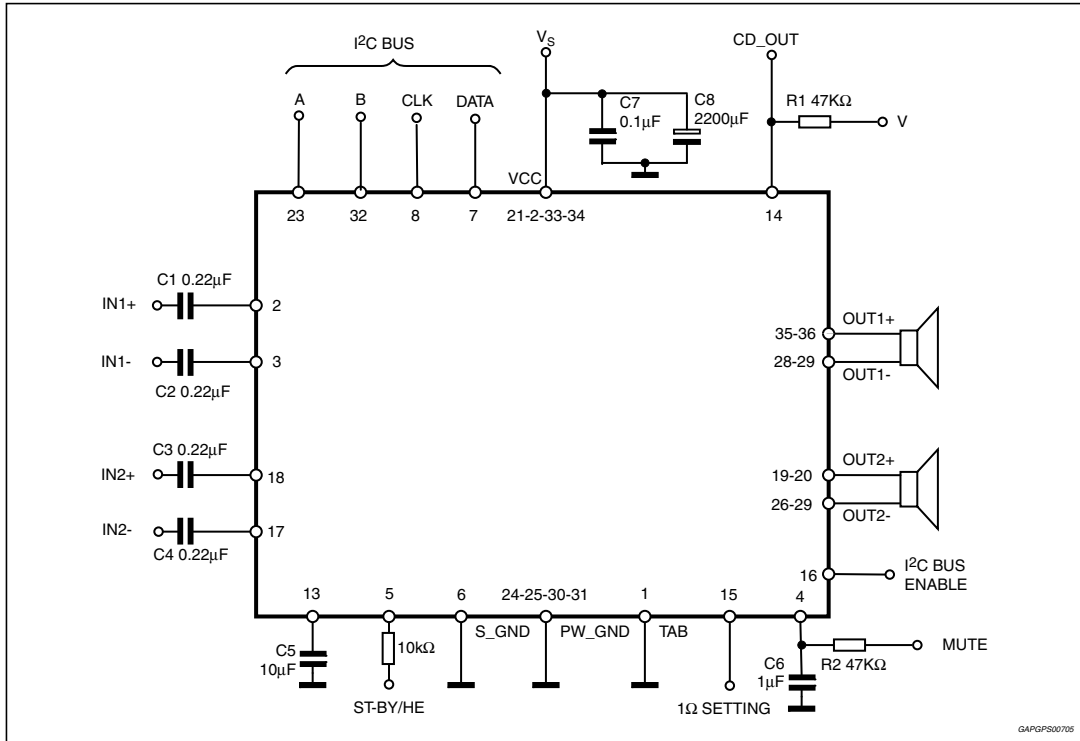 I²C BUS
A
B
CLK
DATA
VS
C7
0.1μF
C8
2200μF
CD_OUT
R1 47KΩ
V
VCC
23
32
8
7
21-2-33-34
14
C1 0.22μF
IN1+
2
IN1-
3
C2 0.22μF
C3 0.22μF
IN2+
18
IN2-
17
C4 0.22μF
35-36
OUT1+
28-29
OUT1-
19-20
OUT2+
26-29
OUT2-
16
I²C BUS
ENABLE
13
5
6
24-25-30-31
1
15
4
S_GND
PW_GND
TAB
C5
10μF
10kΩ
ST-BY/HE
1Ω SETTING
C6
1μF
R2 47KΩ
MUTE
GAPGPS00705